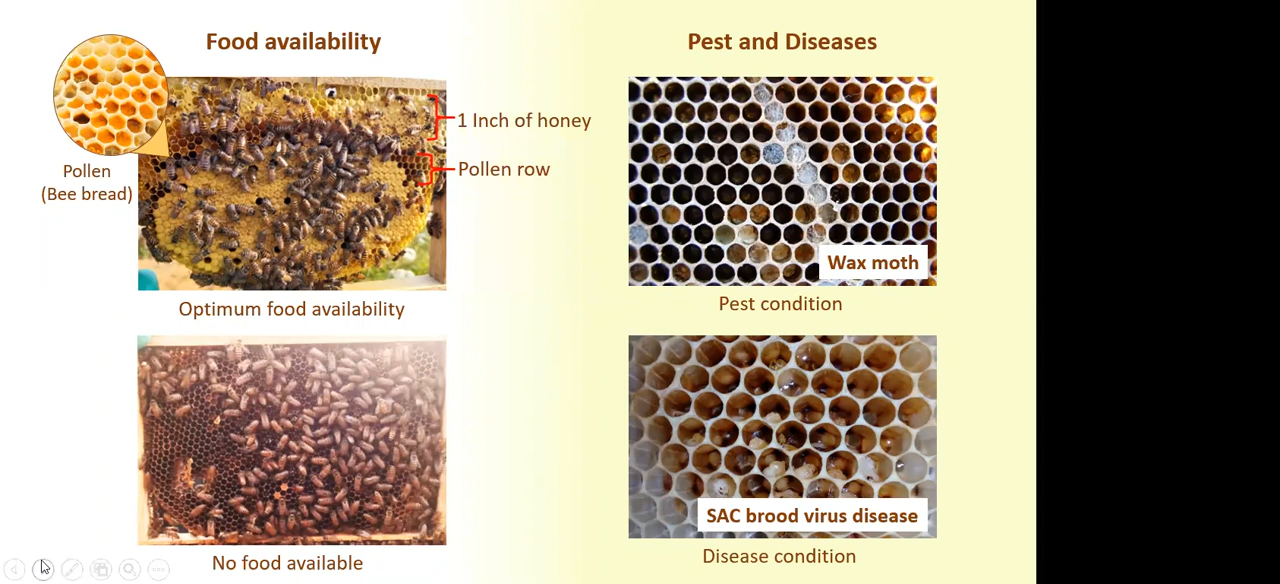 Food availability
Pollen
(Bee bread)
1 Inch of honey
Pollen row
Optimum food availability
No food available
Pest and Diseases
Wax moth
Pest condition
SAC brood virus disease
Disease condition